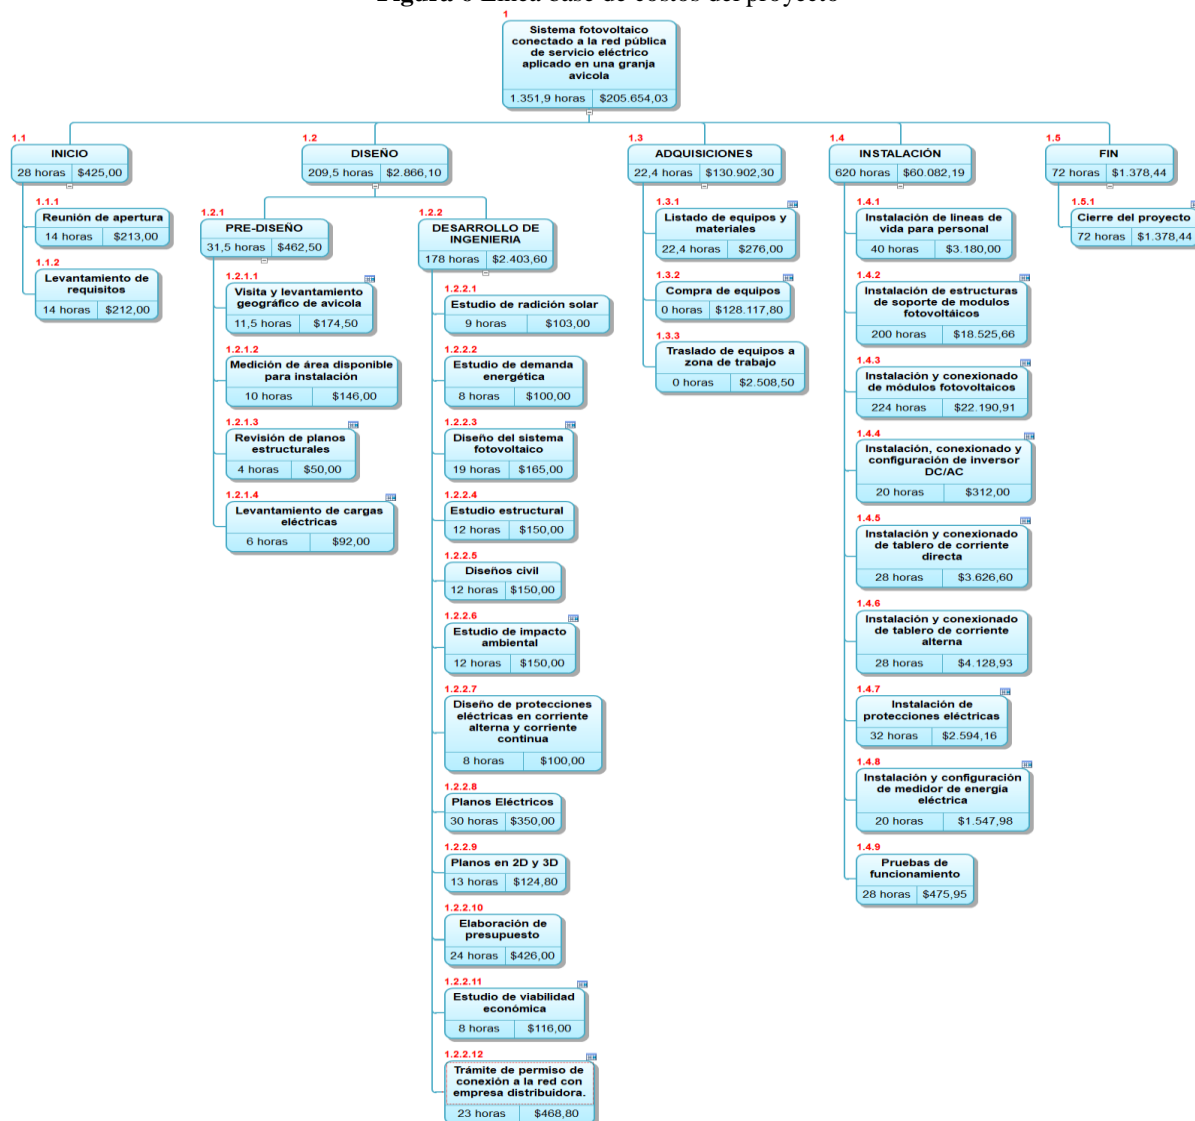 Figura 6 Línea base de costos del proyecto
1
Sistema fotovoltaico
conectado a la red pública
de servicio eléctrico
aplicado en una granja
avicola
1.351,9 horas $205.654,03
1.1
INICIO
28 horas $425,00
1.1.1
Reunión de apertura
14 horas $213,00
1.1.2
Levantamiento de
requisitos
14 horas $212,00
1.2
DISEÑO
209,5 horas $2.866,10
1.2.1
PRE-DISEÑO
31,5 horas $462,50
1.2.1.1
Visita y levantamiento
geográfico de avícola
11,5 horas $174,50
1.2.1.2
Medición de área disponible
para instalación
10 horas $146,00
1.2.1.3
Revisión de planos
estructurales
4 horas $50,00
1.2.1.4
Levantamiento de cargas
eléctricas
6 horas $92,00
1.2.2
DESARROLLO DE
INGENIERIA
178 horas $2.403,60
1.2.2.1
Estudio de radición solar
9 horas $103,00
1.2.2.2
Estudio de demanda
energética
8 horas $100,00
1.2.2.3
Diseño del sistema
fotovoltaico
19 horas $165,00
1.2.2.4
Estudio estructural
12 horas $150,00
1.2.2.5
Diseños civil
12 horas $150,00
1.2.2.6
Estudio de impacto
ambiental
12 horas $150,00
1.2.2.7
Diseño de protecciones
eléctricas en corriente
alterna y corriente
continua
8 horas $100,00
1.2.2.8
Planos Eléctricos
30 horas $350,00
1.2.2.9
Planos en 2D y 3D
13 horas $124,80
1.2.2.10
Elaboración de
presupuesto
24 horas $426,00
1.2.2.11
Estudio de viabilidad
económica
8 horas $116,00
1.2.2.12
Trámite de permiso de
conexión a la red con
empresa distribuidora.
23 horas $468,80
1.3
ADQUISICIONES
22,4 horas $130.902,30
1.3.1
Listado de equipos y
materiales
22,4 horas $276,00
1.3.2
Compra de equipos
0 horas $128.117,80
1.3.3
Traslado de equipos a
zona de trabajo
0 horas $2.508,50
1.4
INSTALACIÓN
620 horas $60.082,19
1.4.1
Instalación de lineas de
vida para personal
40 horas $3.180,00
1.4.2
Instalación de estructuras
de soporte de modulos
fotovoltáicos
200 horas $18.525,66
1.4.3
Instalación y conexionado
de módulos fotovoltaicos
224 horas $22.190,91
1.4.4
Instalación, conexionado y
configuración de inversor
DC/AC
20 horas $312,00
1.4.5
Instalación y conexionado
de tablero de corriente
directa
28 horas $3.626,60
1.4.6
Instalación y conexionado
de tablero de corriente
alterna
28 horas $4.128,93
1.4.7
Instalación de
protecciones eléctricas
32 horas $2.594,16
1.4.8
Instalación y configuración
de medidor de energía
eléctrica
20 horas $1.547,98
1.4.9
Pruebas de
funcionamiento
28 horas $475,95
1.5
FIN
72 horas $1.378,44
1.5.1
Cierre del proyecto
72 horas $1.378,44